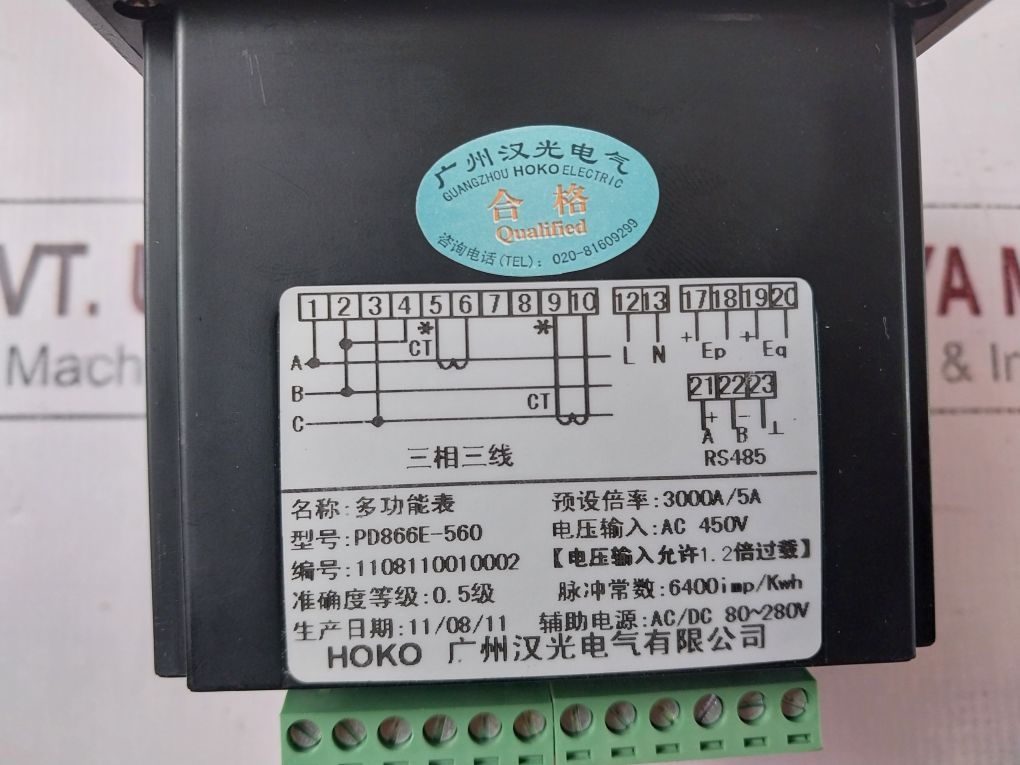 广州汉光电气
GUANGZHOU HOKO ELECTRIC
合格
Qualified
咨询电话(TEL): 020-81609299
1 2 3 4 5 6 7 8 9 10 12 13 17 18 19 20
* CT * L N + Ep + Eq
A
B
C CT
21 22 23
+ -
A B ⊥
RS485
三相三线
名称:多功能表 预设倍率:3000A/5A
型号:PD866E-560 电压输入:AC 450V
编号:1108110010002 【电压输入允许1.2倍过载】
准确度等级:0.5级 脉冲常数:6400imp/Kwh
生产日期:11/08/11 辅助电源:AC/DC 80~280V
HOKO 广州汉光电气有限公司
VT. U YA M
Mach & In